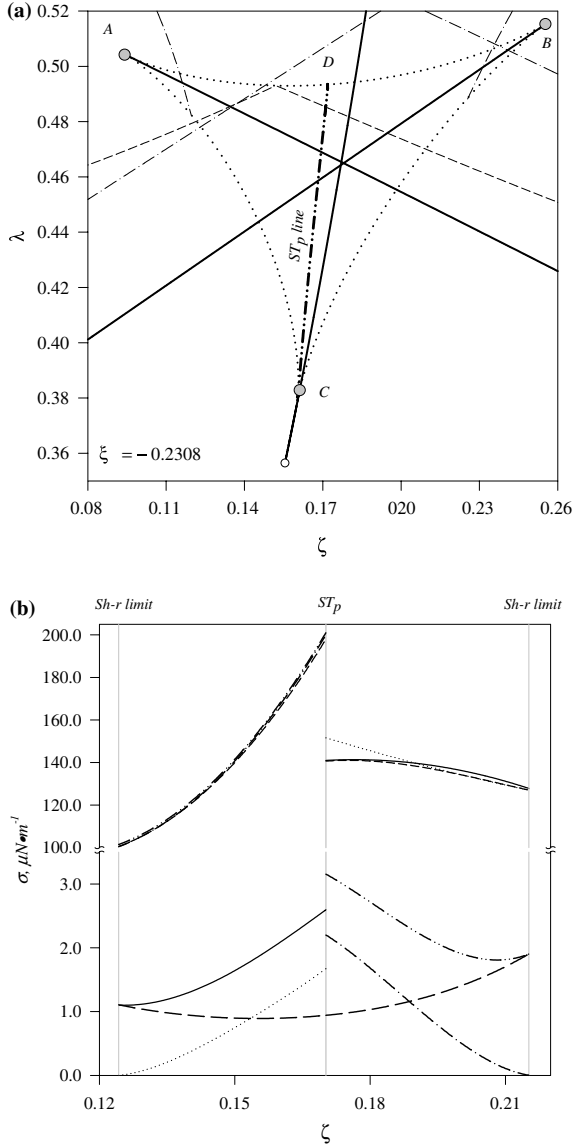 (a)
0.52
0.50
0.48
0.46
0.44
0.42
0.40
0.38
0.36
λ
A
D
B
ST_p line
C
ξ = −0.2308
0.08 0.11 0.14 0.17 020 0.23 0.26
ζ
(b)
Sh-r limit ST_p Sh-r limit
200.0
180.0
160.0
140.0
120.0
100.0
3.0
2.0
1.0
0.0
σ, μN•m⁻¹
0.12 0.15 0.18 0.21
ζ